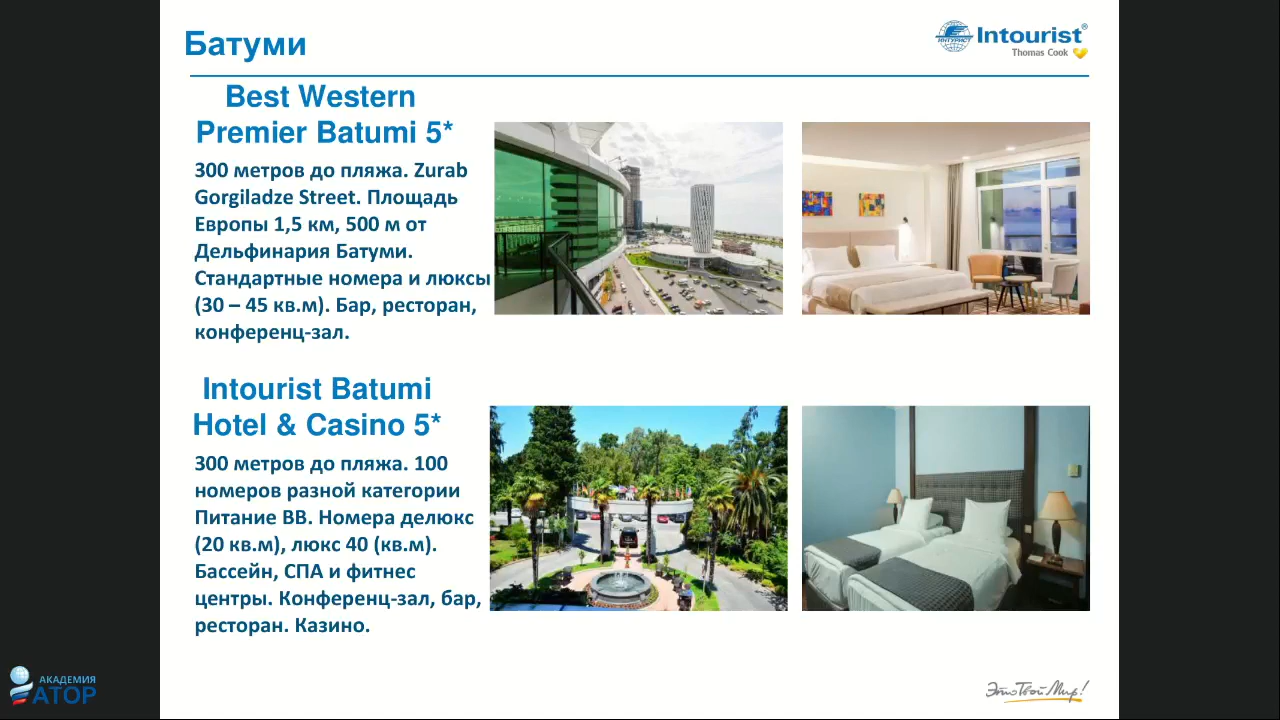 Батуми
ИНТУРИСТ
Intourist®
Thomas Cook
Best Western
Premier Batumi 5*
300 метров до пляжа. Zurab
Gorgiladze Street. Площадь
Европы 1,5 км, 500 м от
Дельфинария Батуми.
Стандартные номера и люксы
(30 – 45 кв.м). Бар, ресторан,
конференц-зал.
Intourist Batumi
Hotel & Casino 5*
300 метров до пляжа. 100
номеров разной категории
Питание BB. Номера делюкс
(20 кв.м), люкс 40 (кв.м).
Бассейн, СПА и фитнес
центры. Конференц-зал, бар,
ресторан. Казино.
АКАДЕМИЯ
АТОР
Это Твой Мир!